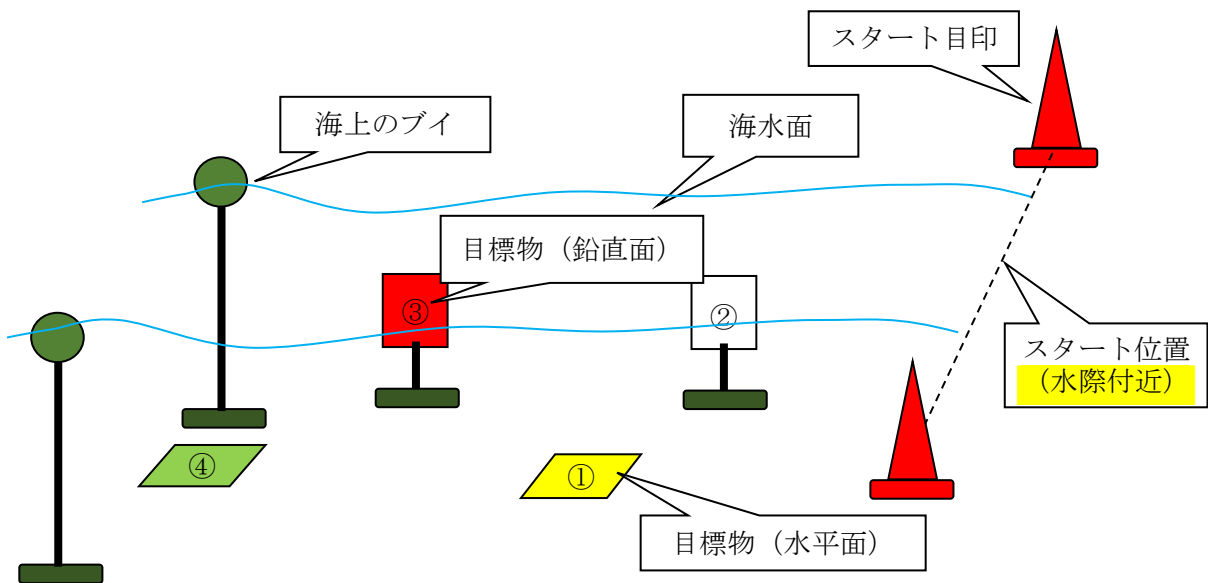 スタート目印
海上のブイ
海水面
目標物（鉛直面）
③
②
スタート位置
（水際付近）
④
①
目標物（水平面）